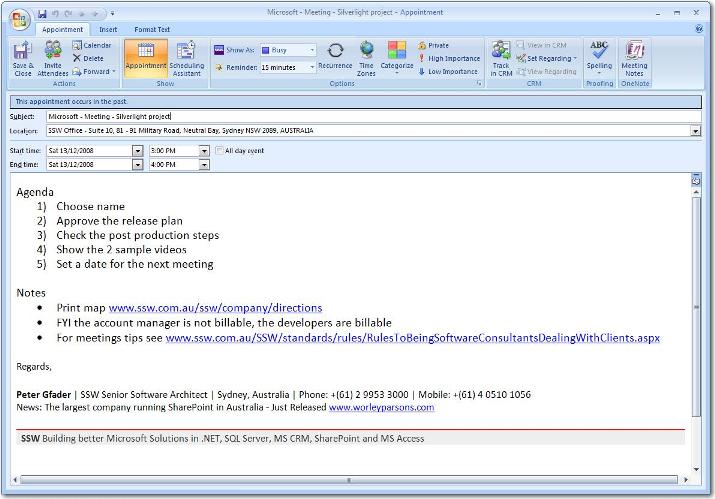 Microsoft - Meeting - Silverlight project - Appointment
Appointment Insert Format Text
Save & Close
Invite Attendees
Calendar
Delete
Forward
Actions
Appointment
Scheduling Assistant
Show
Show As: Busy
Reminder: 15 minutes
Recurrence
Time Zones
Categorize
Private
High Importance
Low Importance
Options
Track in CRM
View in CRM
Set Regarding
View Regarding
CRM
ABC
Spelling
Proofing
Meeting Notes
OneNote
This appointment occurs in the past.
Subject: Microsoft - Meeting - Silverlight project
Location: SSW Office - Suite 10, 81 - 91 Military Road, Neutral Bay, Sydney NSW 2089, AUSTRALIA
Start time: Sat 13/12/2008 3:00 PM All day event
End time: Sat 13/12/2008 4:00 PM
Agenda
1) Choose name
2) Approve the release plan
3) Check the post production steps
4) Show the 2 sample videos
5) Set a date for the next meeting
Notes
• Print map www.ssw.com.au/ssw/company/directions
• FYI the account manager is not billable, the developers are billable
• For meetings tips see www.ssw.com.au/SSW/standards/rules/RulesToBeingSoftwareConsultantsDealingWithClients.aspx
Regards,
Peter Gfader | SSW Senior Software Architect | Sydney, Australia | Phone: +(61) 2 9953 3000 | Mobile: +(61) 4 0510 1056
News: The largest company running SharePoint in Australia - Just Released www.worleyparsons.com
SSW Building better Microsoft Solutions in .NET, SQL Server, MS CRM, SharePoint and MS Access